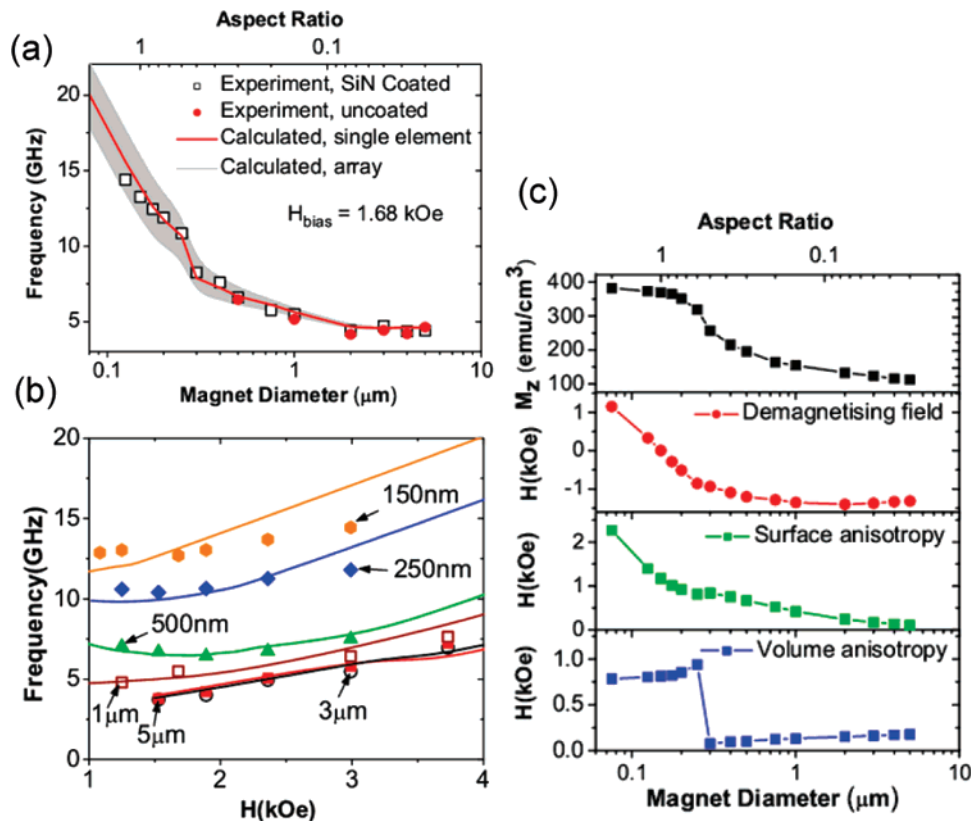 (a)
Aspect Ratio
1 0.1
Experiment, SiN Coated
Experiment, uncoated
Calculated, single element
Calculated, array
H_bias = 1.68 kOe
Frequency (GHz)
20
15
10
5
0.1 1 10
Magnet Diameter (μm)
(b)
Frequency(GHz)
20
15
10
5
0
150nm
250nm
500nm
1μm
5μm
3μm
1 2 3 4
H(kOe)
(c)
Aspect Ratio
1 0.1
M_z (emu/cm³)
400
300
200
100
Demagnetising field
H(kOe)
1
0
-1
Surface anisotropy
H(kOe)
2
1
0
Volume anisotropy
H(kOe)
1.0
0.5
0.0
0.1 1 10
Magnet Diameter (μm)